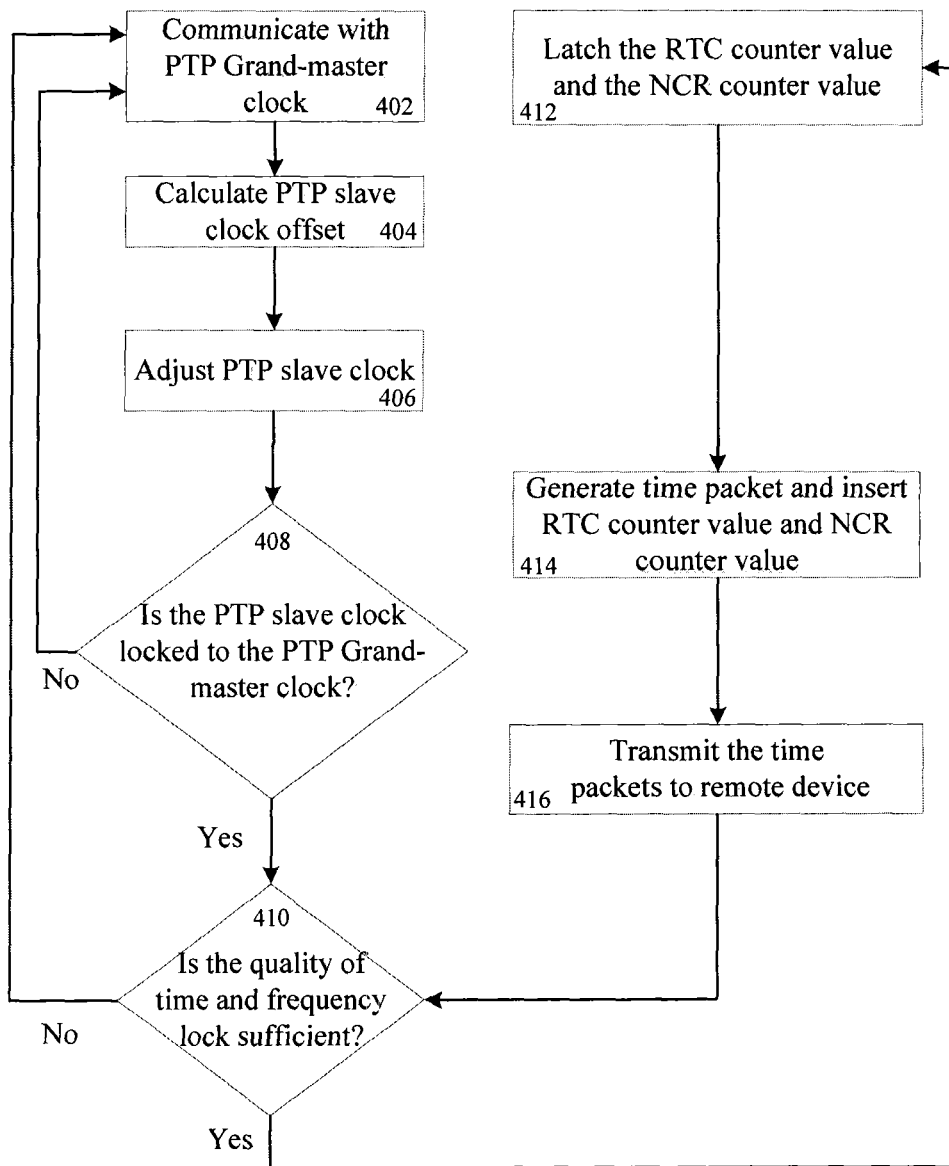 Communicate with
PTP Grand-master
clock
402
Calculate PTP slave
clock offset
404
Adjust PTP slave clock
406
408
Is the PTP slave clock
locked to the PTP Grand-
master clock?
No
Yes
410
Is the quality of
time and frequency
lock sufficient?
No
Yes
Latch the RTC counter value
and the NCR counter value
412
Generate time packet and insert
RTC counter value and NCR
counter value
414
Transmit the time
packets to remote device
416